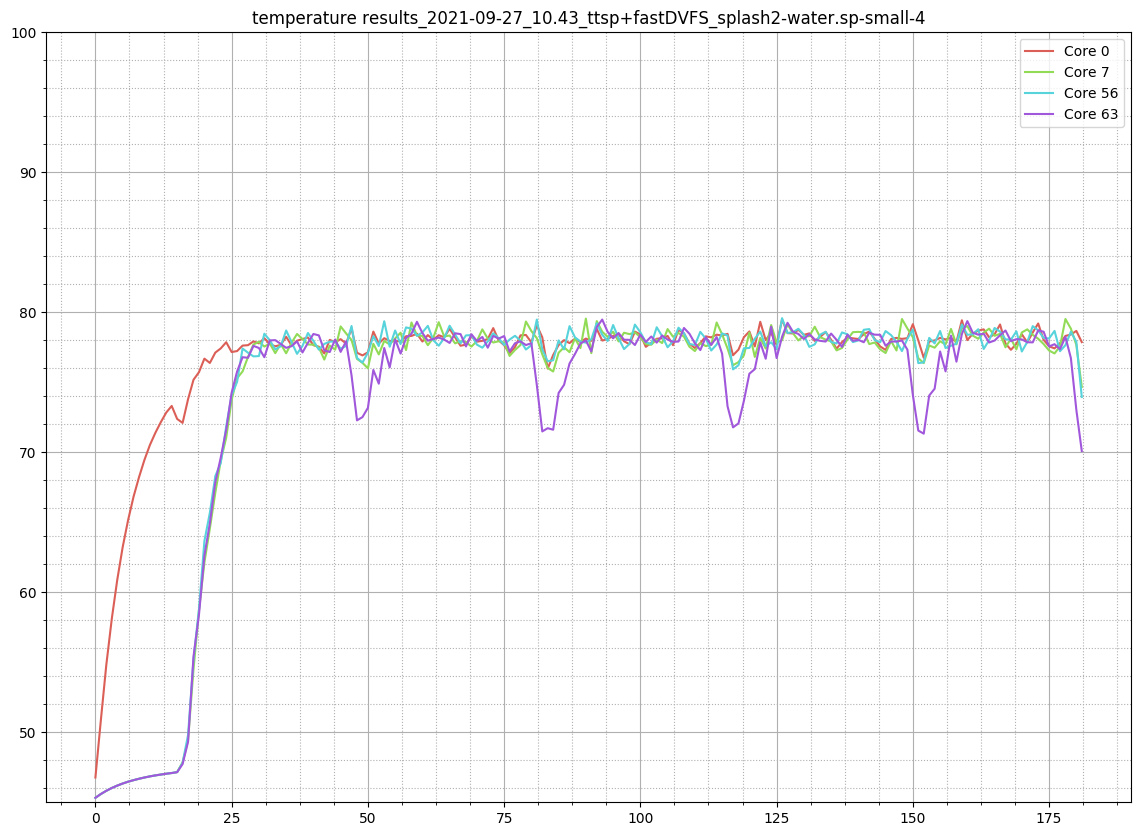 temperature results_2021-09-27_10.43_ttsp+fastDVFS_splash2-water.sp-small-4
Core 0
Core 7
Core 56
Core 63
100
90
80
70
60
50
0 25 50 75 100 125 150 175